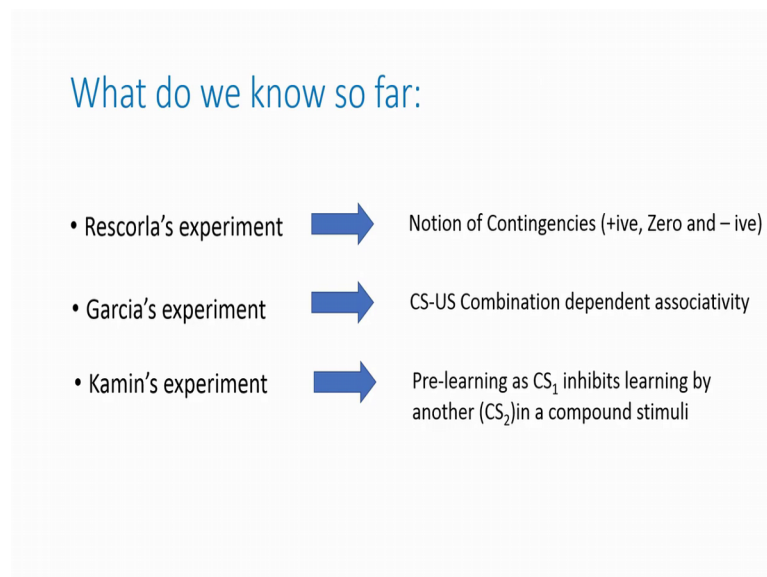 What do we know so far:
• Rescorla's experiment
Notion of Contingencies (+ive, Zero and – ive)
• Garcia's experiment
CS-US Combination dependent associativity
• Kamin's experiment
Pre-learning as CS₁ inhibits learning by
another (CS₂)in a compound stimuli